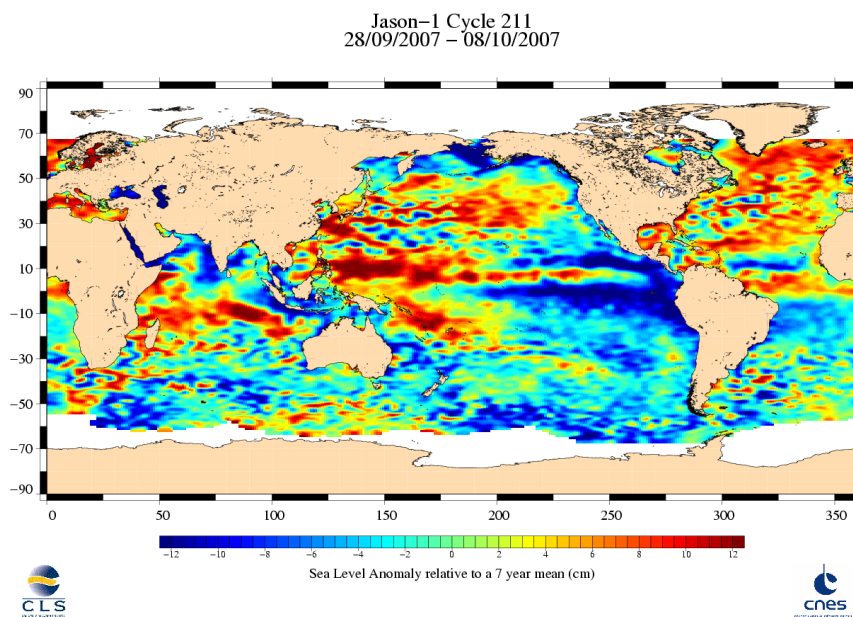 Jason−1 Cycle 211
28/09/2007 − 08/10/2007
90
70
50
30
10
−10
−30
−50
−70
−90
0 50 100 150 200 250 300 350
−12 −10 −8 −6 −4 −2 0 2 4 6 8 10 12
Sea Level Anomaly relative to a 7 year mean (cm)
CLS
cnes